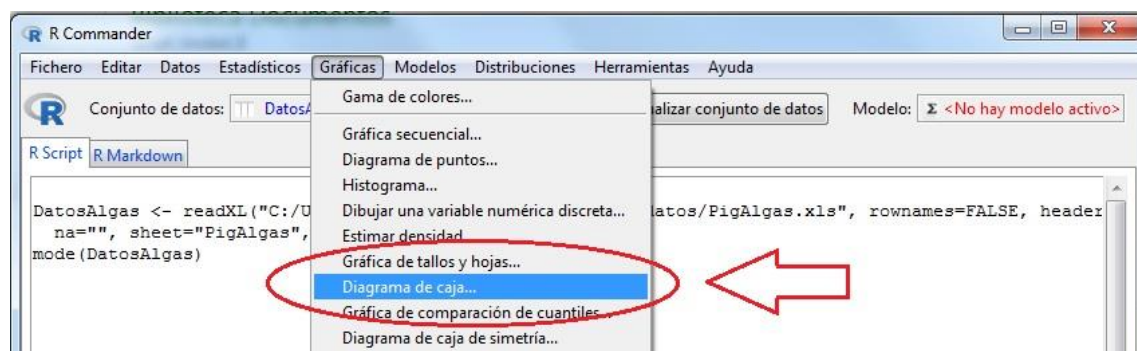 Biblioteca Documentos
R Commander
Fichero Editar Datos Estadísticos Gráficas Modelos Distribuciones Herramientas Ayuda
Conjunto de datos: DatosA alizar conjunto de datos Modelo: Σ <No hay modelo activo>
R Script R Markdown
Gama de colores...
Gráfica secuencial...
Diagrama de puntos...
Histograma...
Dibujar una variable numérica discreta...
Estimar densidad
Gráfica de tallos y hojas...
Diagrama de caja...
Gráfica de comparación de cuantiles...
Diagrama de caja de simetría...
DatosAlgas <- readXL("C:/U atos/PigAlgas.xls", rownames=FALSE, header
na="", sheet="PigAlgas",
mode(DatosAlgas)